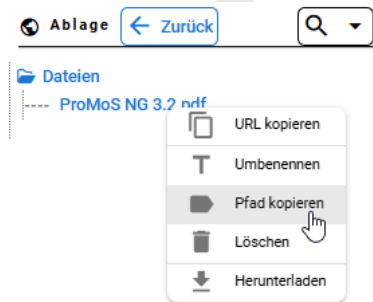 Ablage Zurück
Dateien
ProMoS NG 3.2.pdf
URL kopieren
Umbenennen
Pfad kopieren
Löschen
Herunterladen